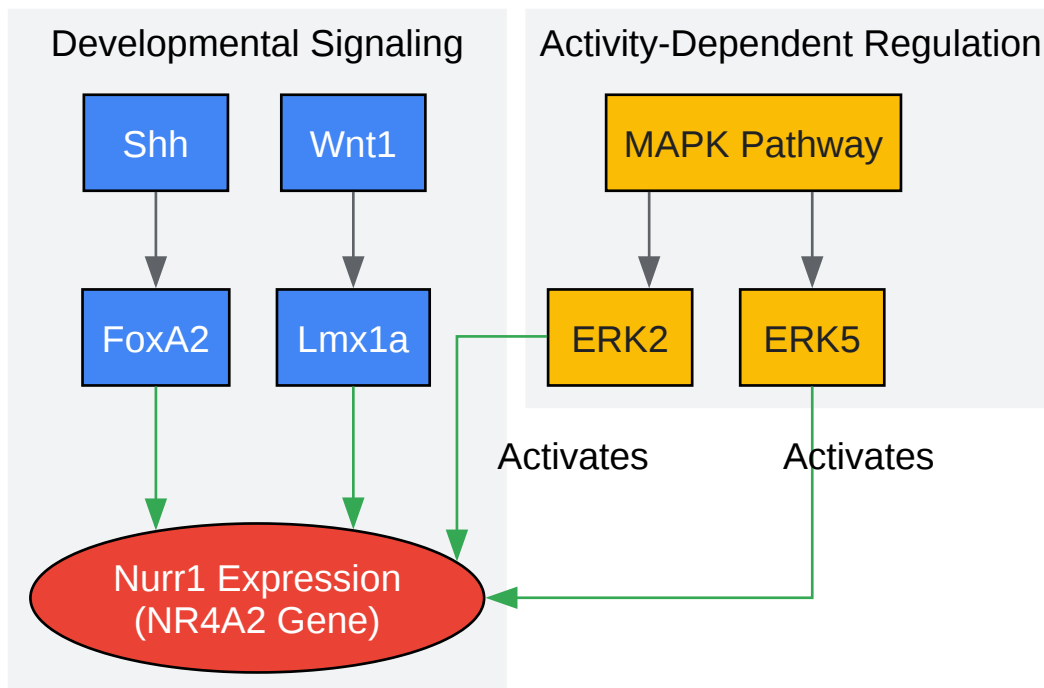 Developmental Signaling
Activity-Dependent Regulation
Shh
Wnt1
MAPK Pathway
FoxA2
Lmx1a
ERK2
ERK5
Activates
Activates
Nurr1 Expression
(NR4A2 Gene)